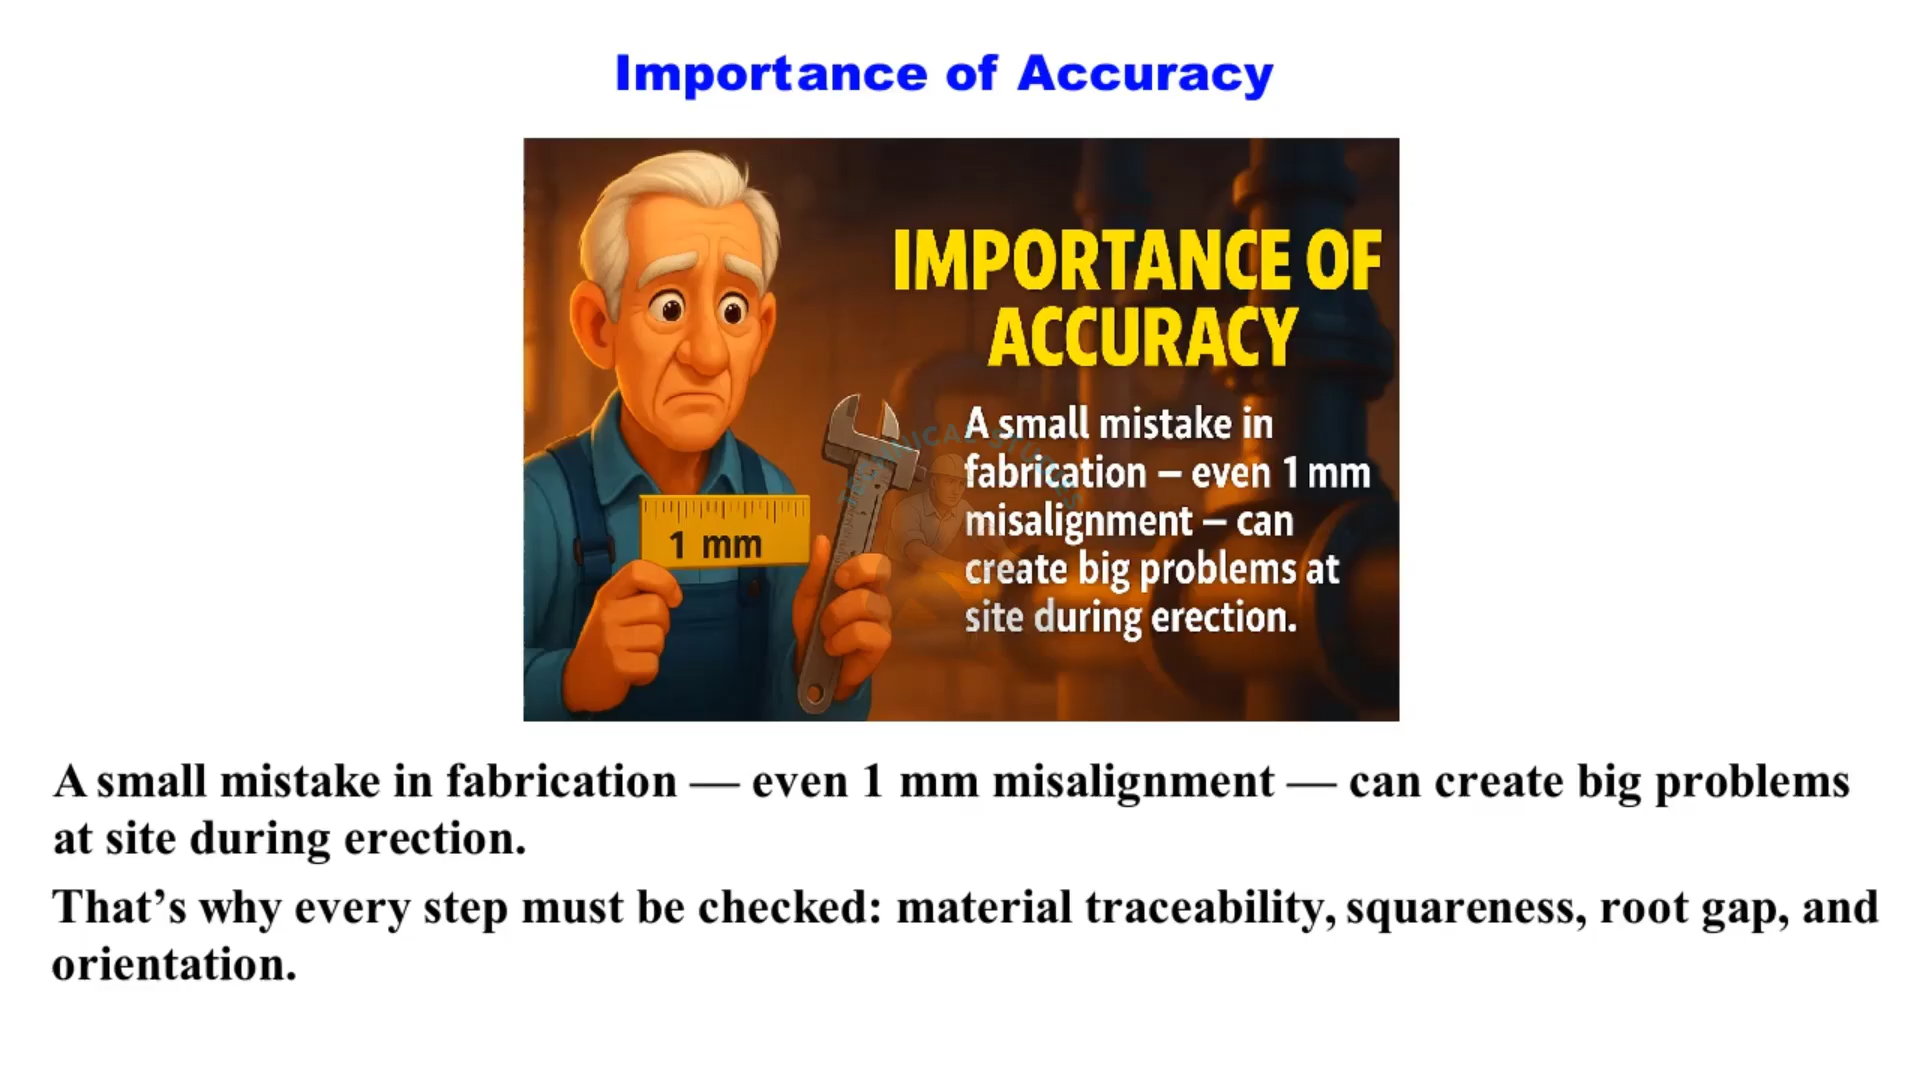 Importance of Accuracy
IMPORTANCE OF
ACCURACY
A small mistake in
fabrication – even 1 mm
misalignment – can
create big problems at
site during erection.
1 mm
TECHNICAL STUDIES
A small mistake in fabrication — even 1 mm misalignment — can create big problems
at site during erection.
That’s why every step must be checked: material traceability, squareness, root gap, and
orientation.